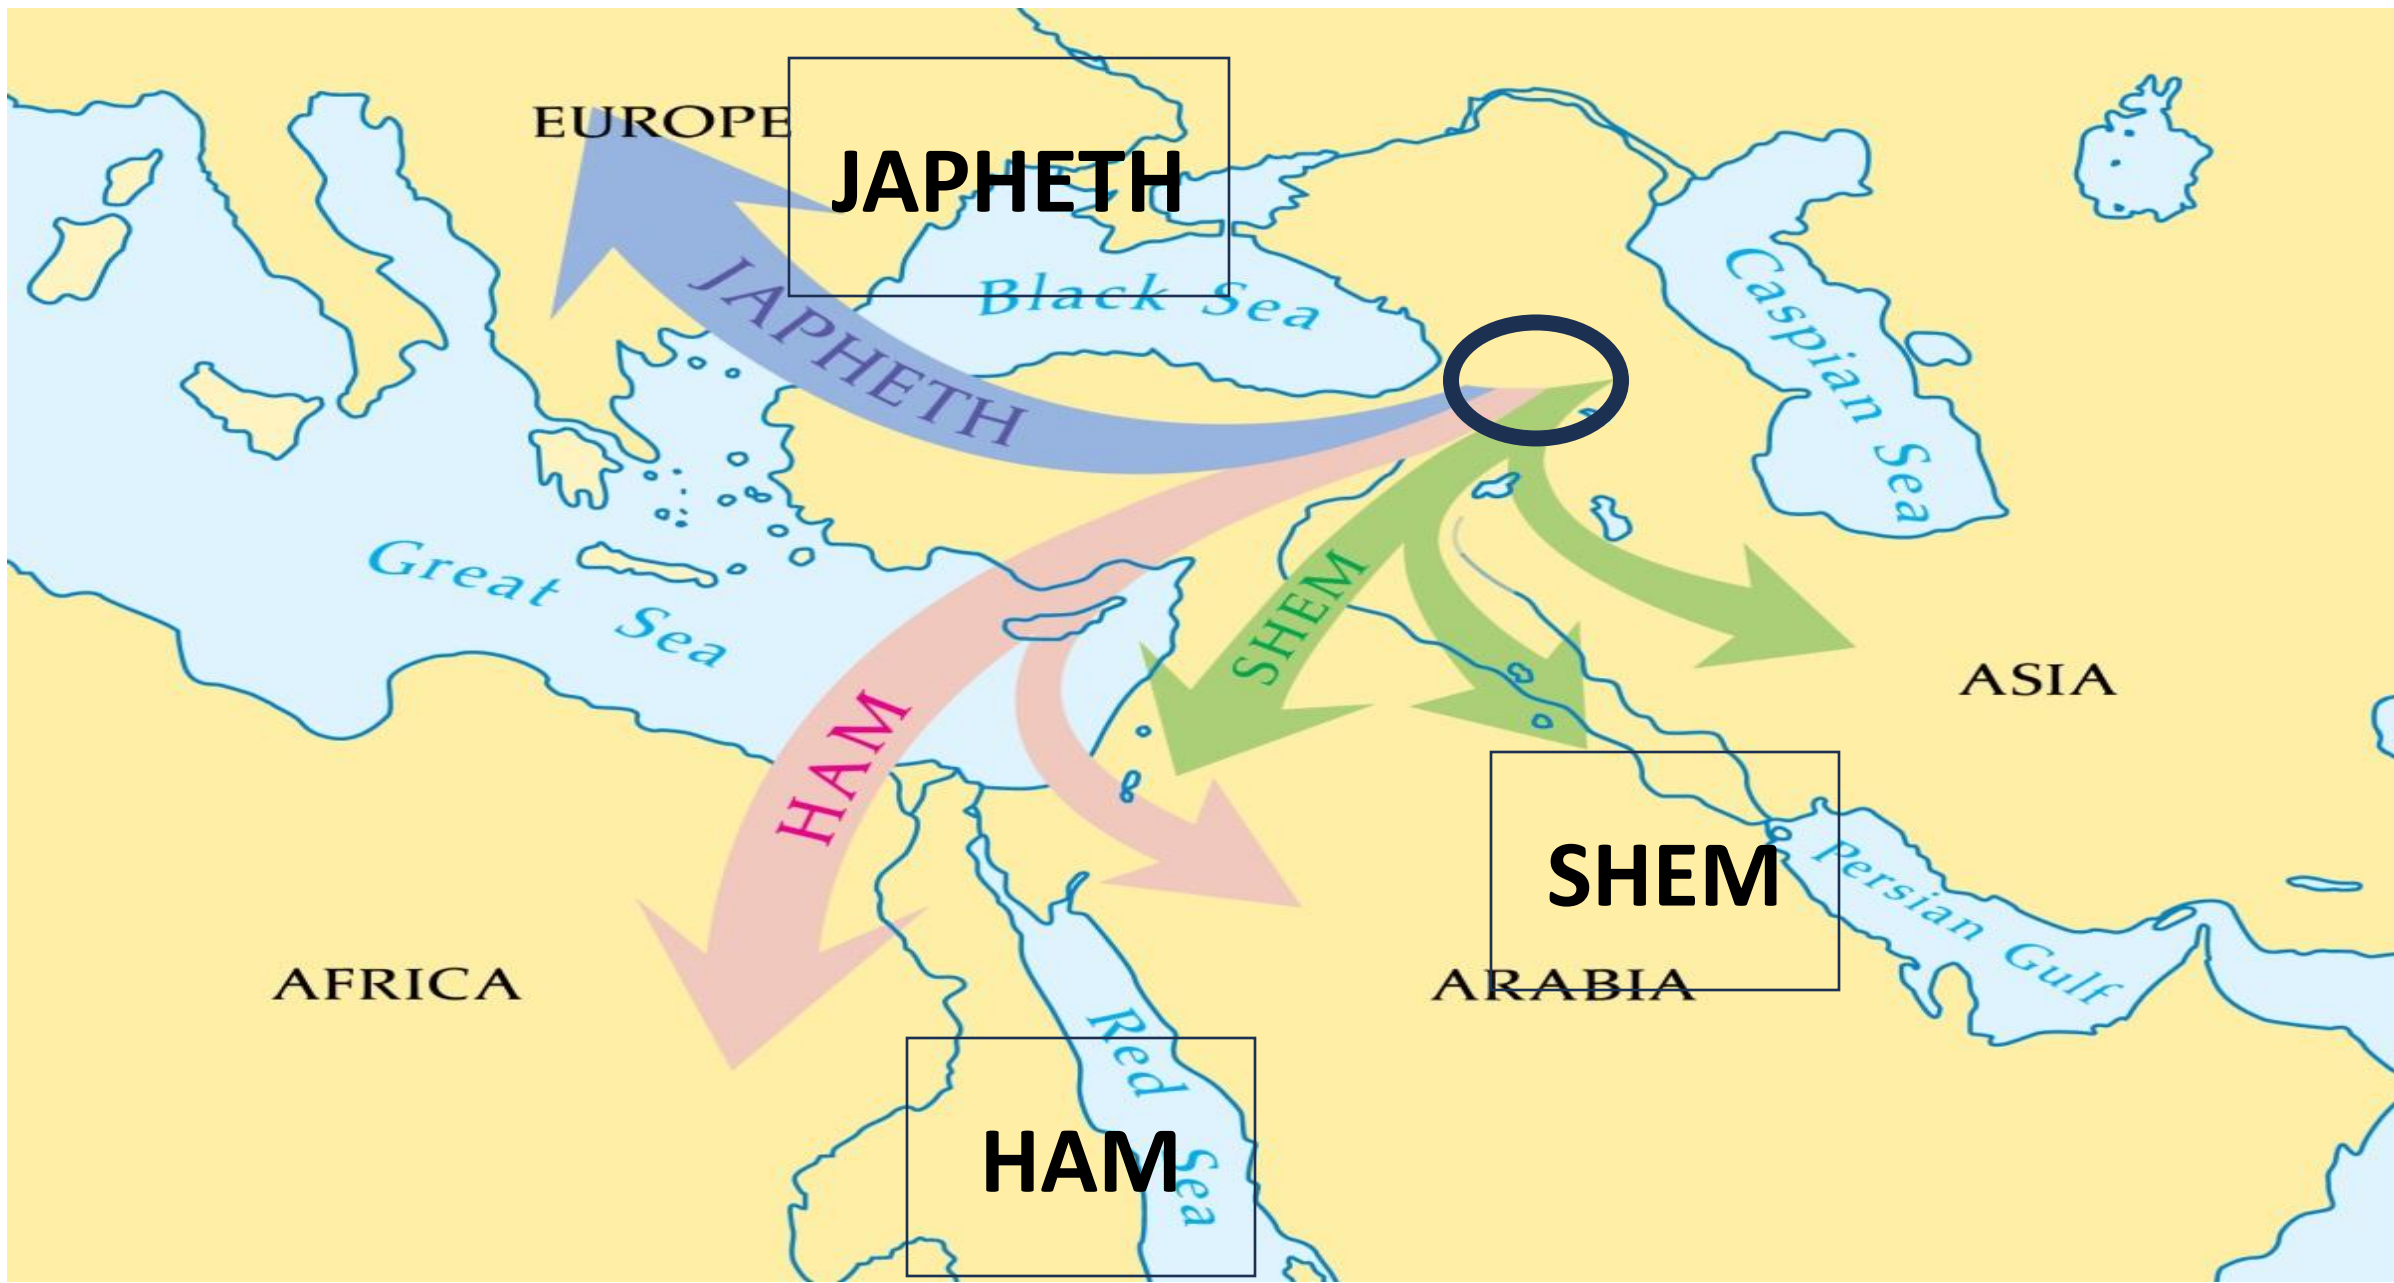 EUROPE
JAPHETH
JAPHETH
Black Sea
Caspian Sea
Great Sea
SHEM
ASIA
HAM
SHEM
Persian Gulf
AFRICA
ARABIA
Red Sea
HAM